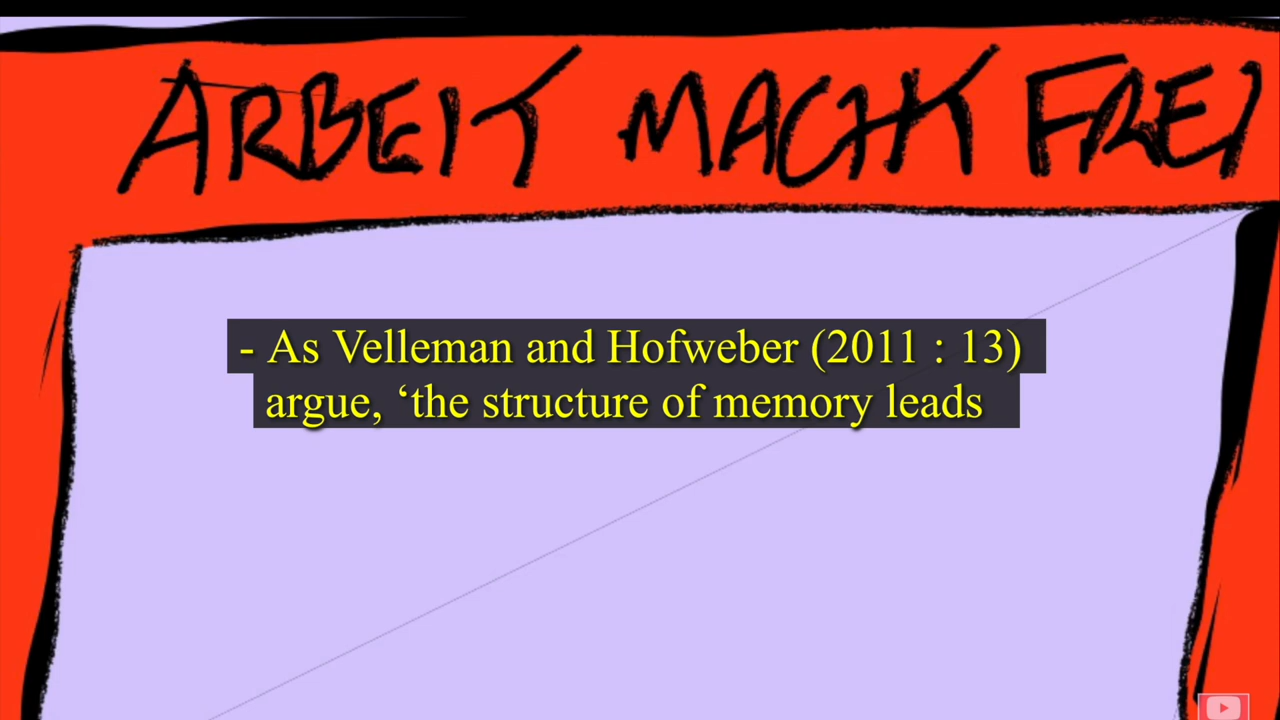 ARBEIT MACHT FREI
- As Velleman and Hofweber (2011 : 13)
argue, ‘the structure of memory leads